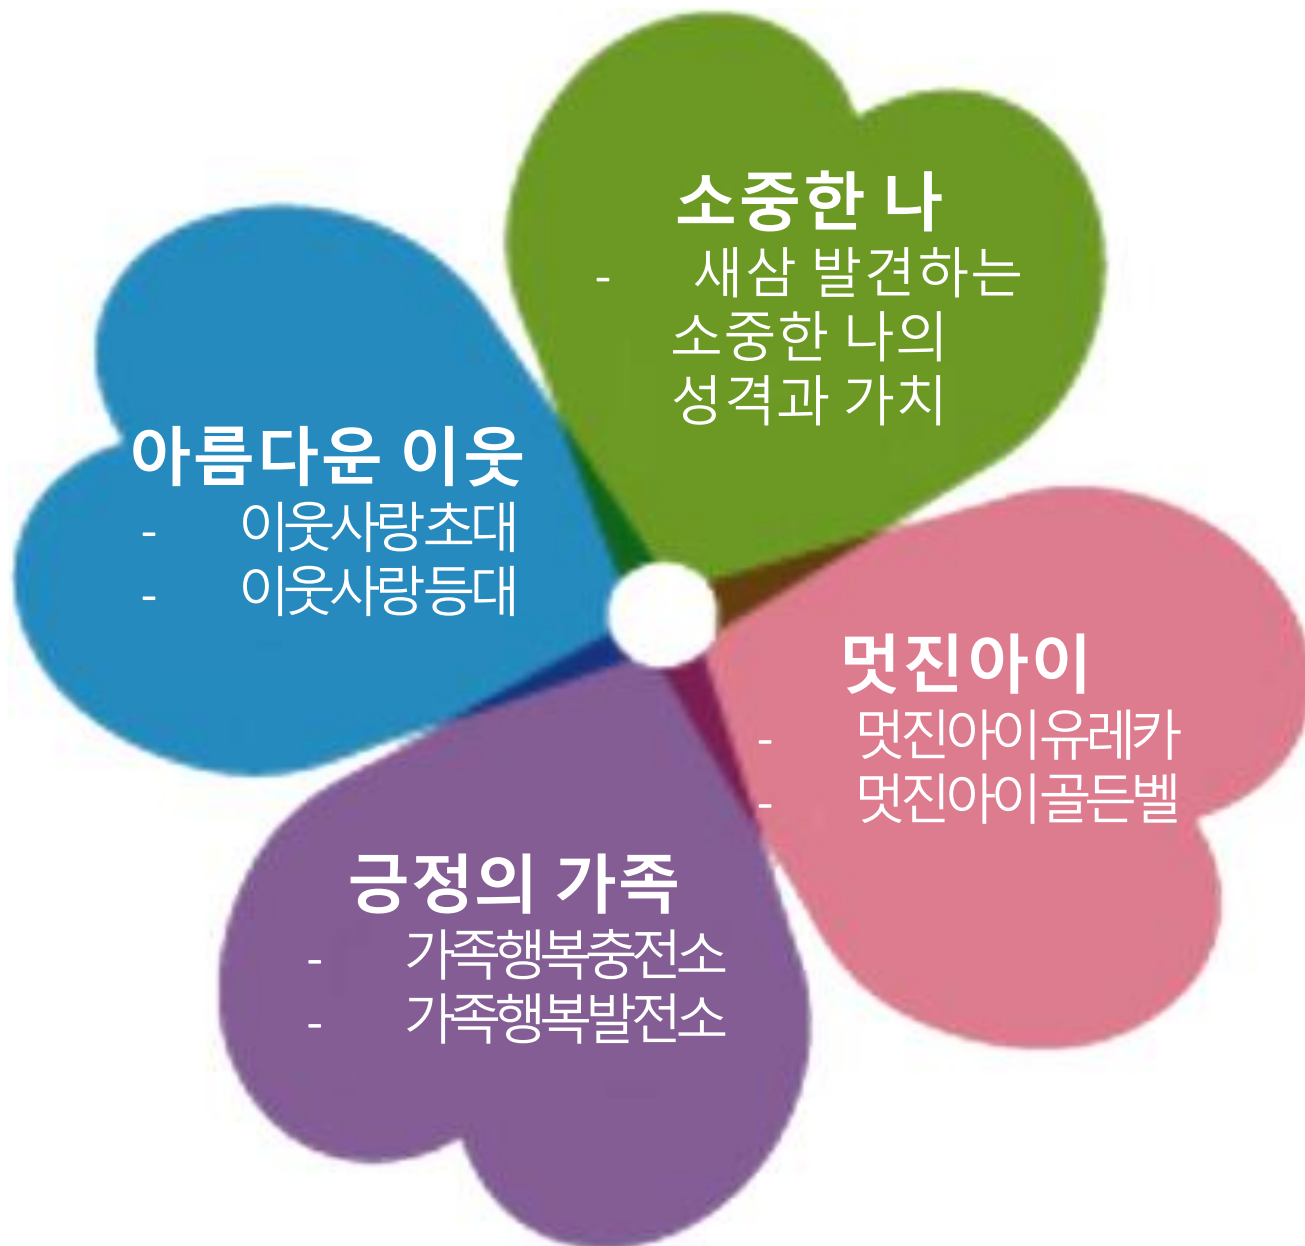 소중한 나
- 새삼 발견하는
소중한 나의
성격과 가치
아름다운 이웃
- 이웃사랑초대
- 이웃사랑등대
멋진아이
- 멋진아이유레카
- 멋진아이골든벨
긍정의 가족
- 가족행복충전소
- 가족행복발전소